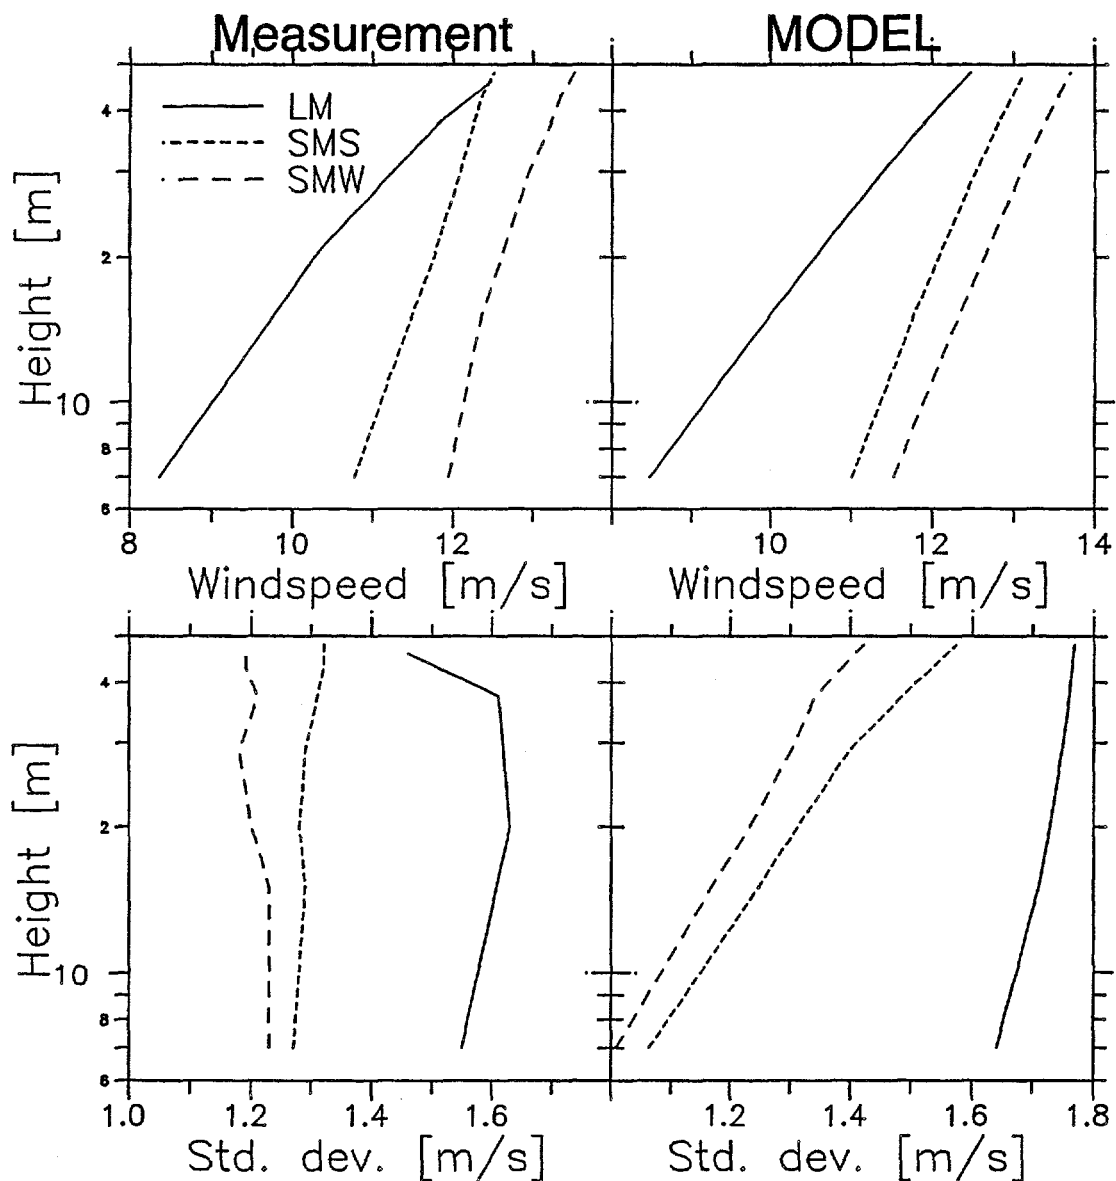 Measurement MODEL
LM
SMS
SMW
Height [m]
4
2
10
8
6
8 10 12
10 12 14
Windspeed [m/s] Windspeed [m/s]
Height [m]
4
2
10
8
6
1.0 1.2 1.4 1.6
1.2 1.4 1.6 1.8
Std. dev. [m/s] Std. dev. [m/s]